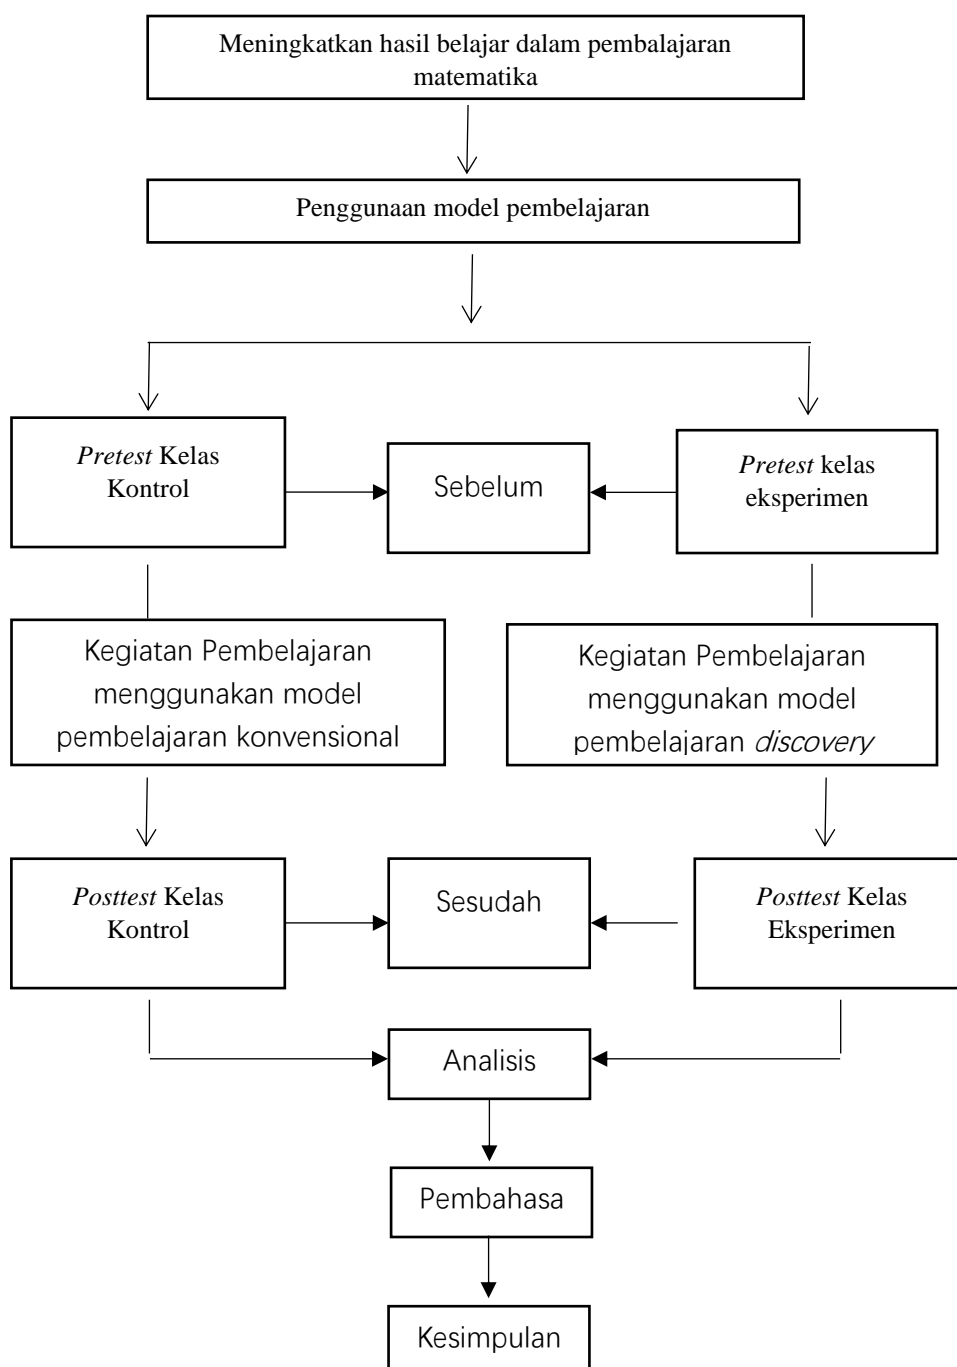 Meningkatkan hasil belajar dalam pembalajaran
matematika
Penggunaan model pembelajaran
Pretest Kelas
Kontrol
Sebelum
Pretest kelas
eksperimen
Kegiatan Pembelajaran
menggunakan model
pembelajaran konvensional
Kegiatan Pembelajaran
menggunakan model
pembelajaran discovery
Posttest Kelas
Kontrol
Sesudah
Posttest Kelas
Eksperimen
Analisis
Pembahasa
Kesimpulan